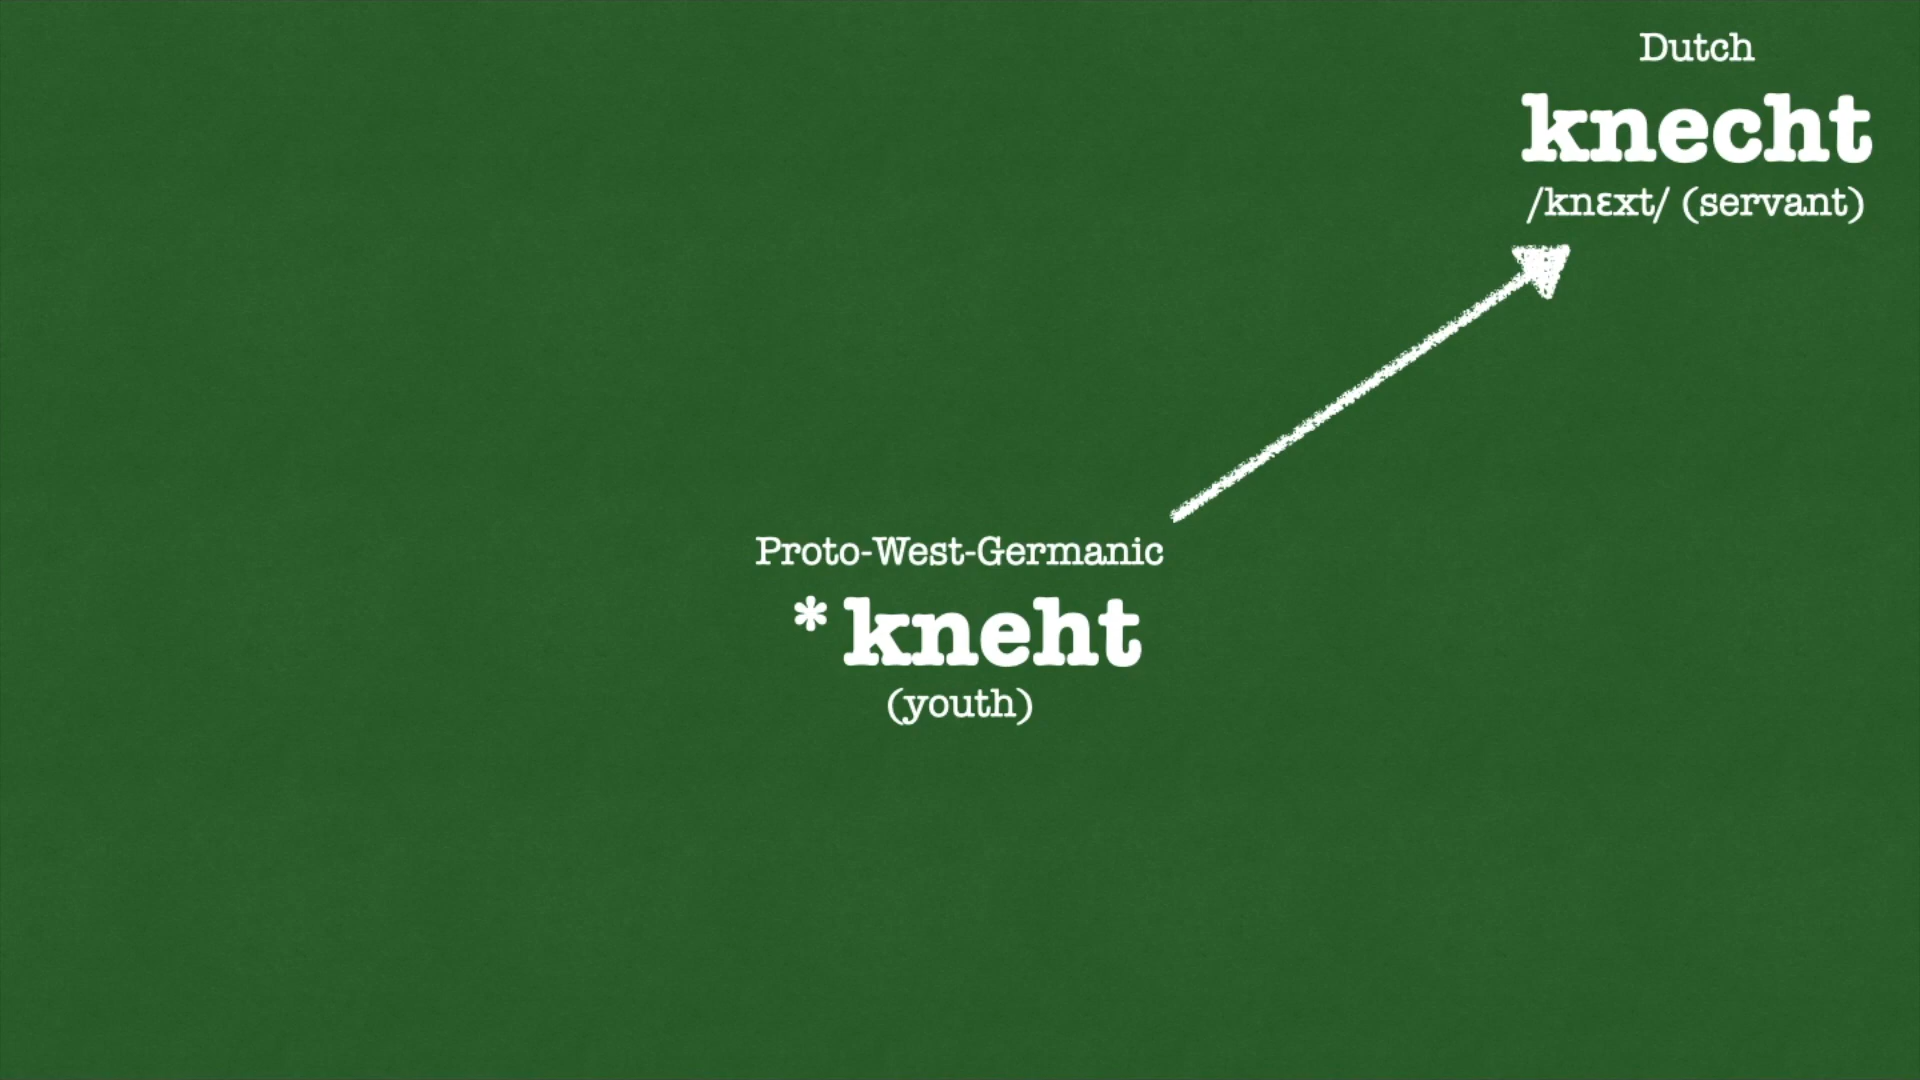 Dutch
knecht
/knɛxt/ (servant)
Proto-West-Germanic
*kneht
(youth)